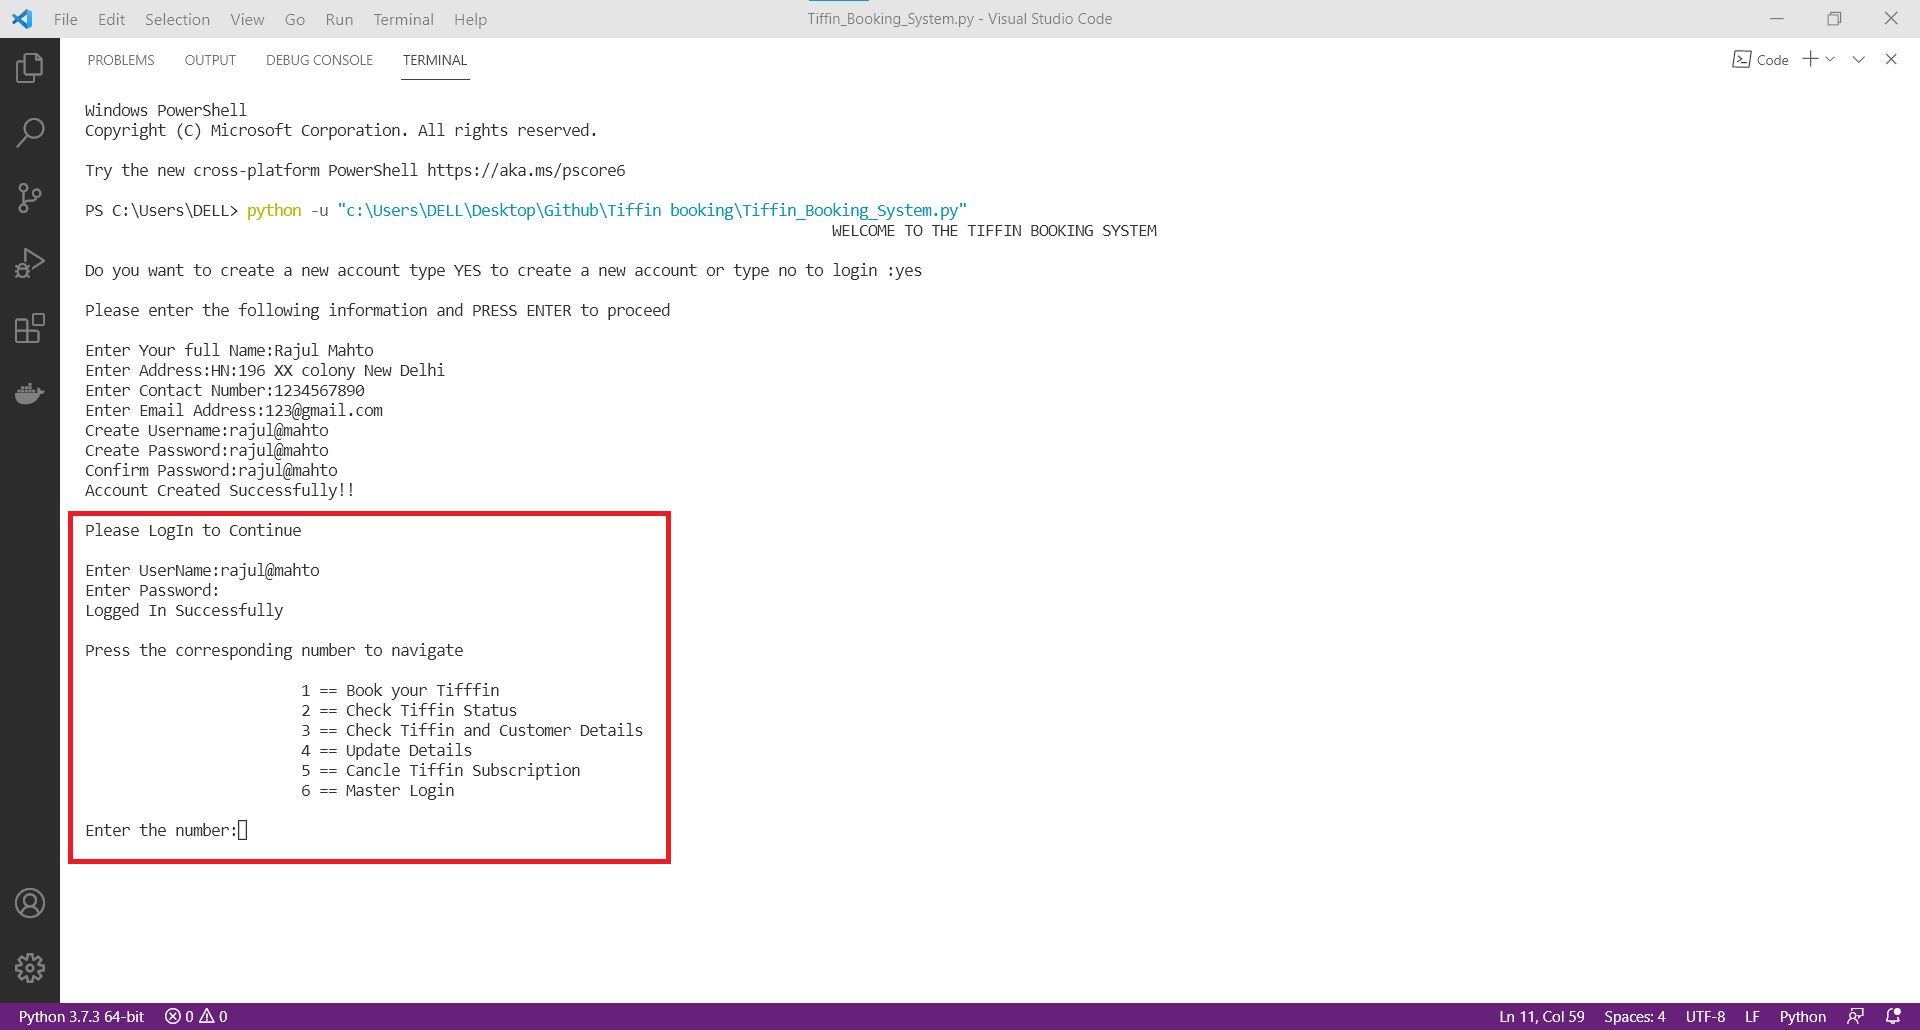 File Edit Selection View Go Run Terminal Help Tiffin_Booking_System.py - Visual Studio Code
PROBLEMS OUTPUT DEBUG CONSOLE TERMINAL Code
Windows PowerShell
Copyright (C) Microsoft Corporation. All rights reserved.
Try the new cross-platform PowerShell https://aka.ms/pscore6
PS C:\Users\DELL> python -u "c:\Users\DELL\Desktop\Github\Tiffin booking\Tiffin_Booking_System.py"
WELCOME TO THE TIFFIN BOOKING SYSTEM
Do you want to create a new account type YES to create a new account or type no to login :yes
Please enter the following information and PRESS ENTER to proceed
Enter Your full Name:Rajul Mahto
Enter Address:HN:196 XX colony New Delhi
Enter Contact Number:1234567890
Enter Email Address:123@gmail.com
Create Username:rajul@mahto
Create Password:rajul@mahto
Confirm Password:rajul@mahto
Account Created Successfully!!
Please LogIn to Continue
Enter UserName:rajul@mahto
Enter Password:
Logged In Successfully
Press the corresponding number to navigate
1 == Book your Tifffin
2 == Check Tiffin Status
3 == Check Tiffin and Customer Details
4 == Update Details
5 == Cancle Tiffin Subscription
6 == Master Login
Enter the number:
Python 3.7.3 64-bit 0 0 Ln 11, Col 59 Spaces: 4 UTF-8 LF Python